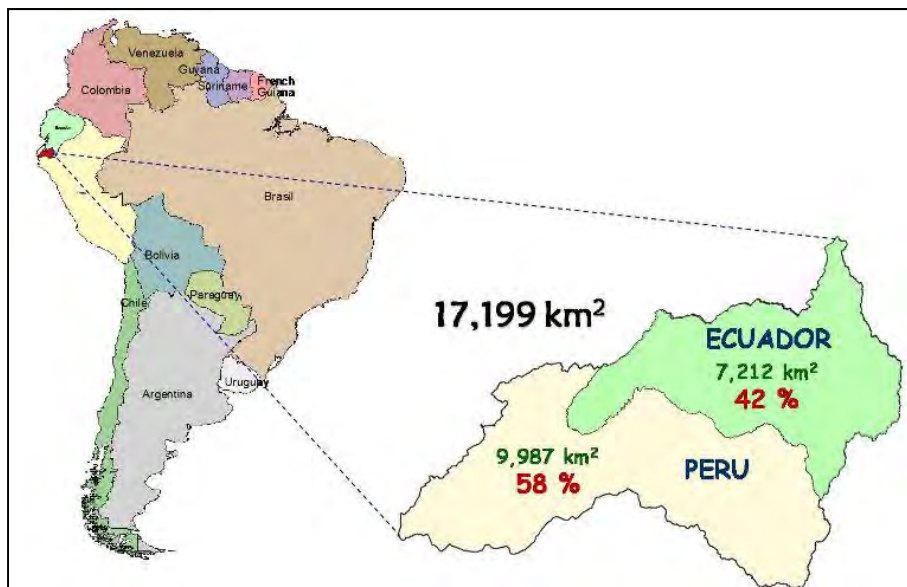 Venezuela
Guyana
Suriname
French
Guiana
Colombia
Ecuador
Brasil
Bolivia
Paraguay
Chile
Uruguay
Argentina
17,199 km²
ECUADOR
7,212 km²
42 %
9,987 km²
58 %
PERU